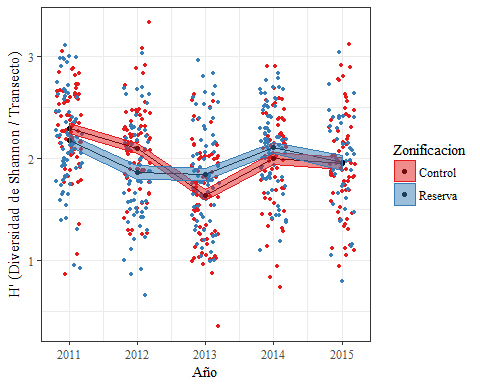 H' (Diversidad de Shannon / Transecto)
3
2
1
2011 2012 2013 2014 2015
Año
Zonificacion
Control
Reserva